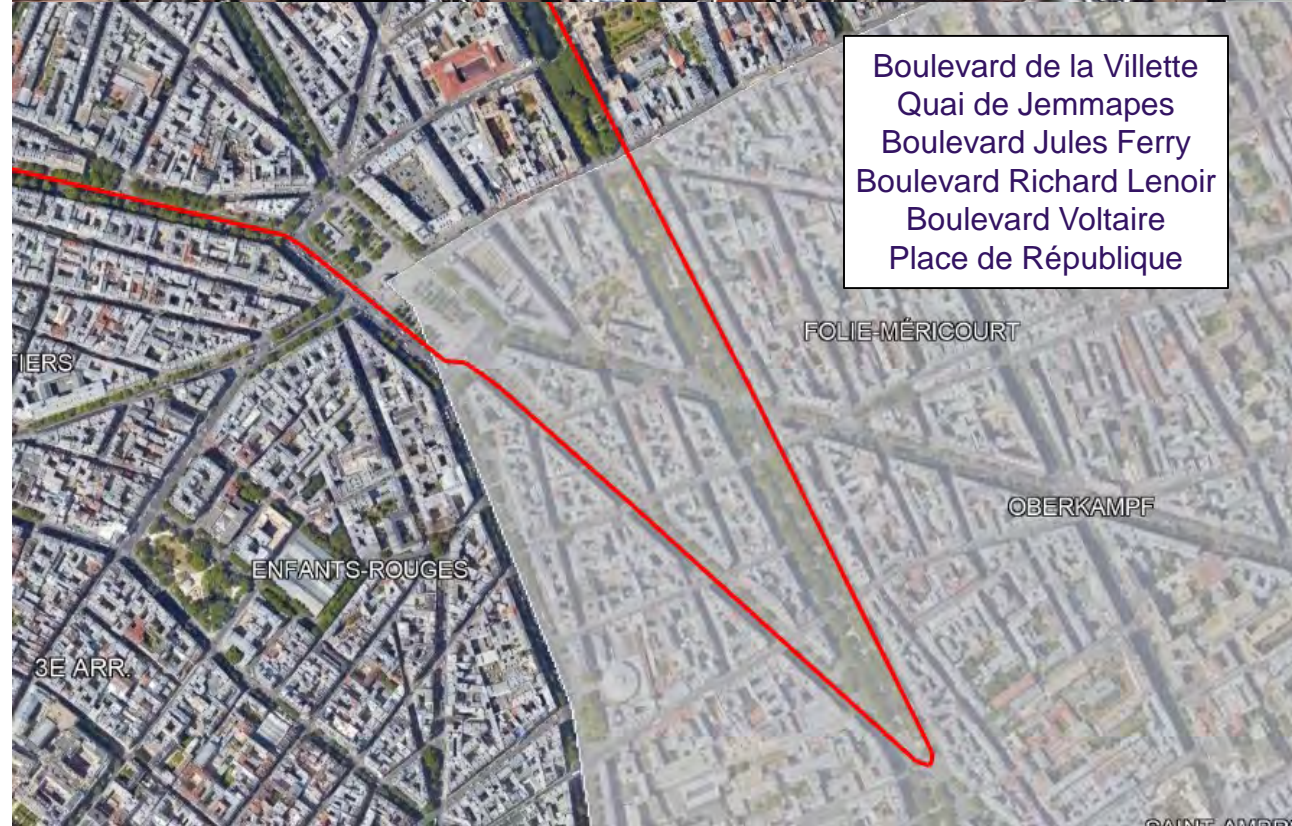 Boulevard de la Villette
Quai de Jemmapes
Boulevard Jules Ferry
Boulevard Richard Lenoir
Boulevard Voltaire
Place de République
FOLIE-MÉRICOURT
TIERS
OBERKAMPF
ENFANTS-ROUGES
3E ARR.